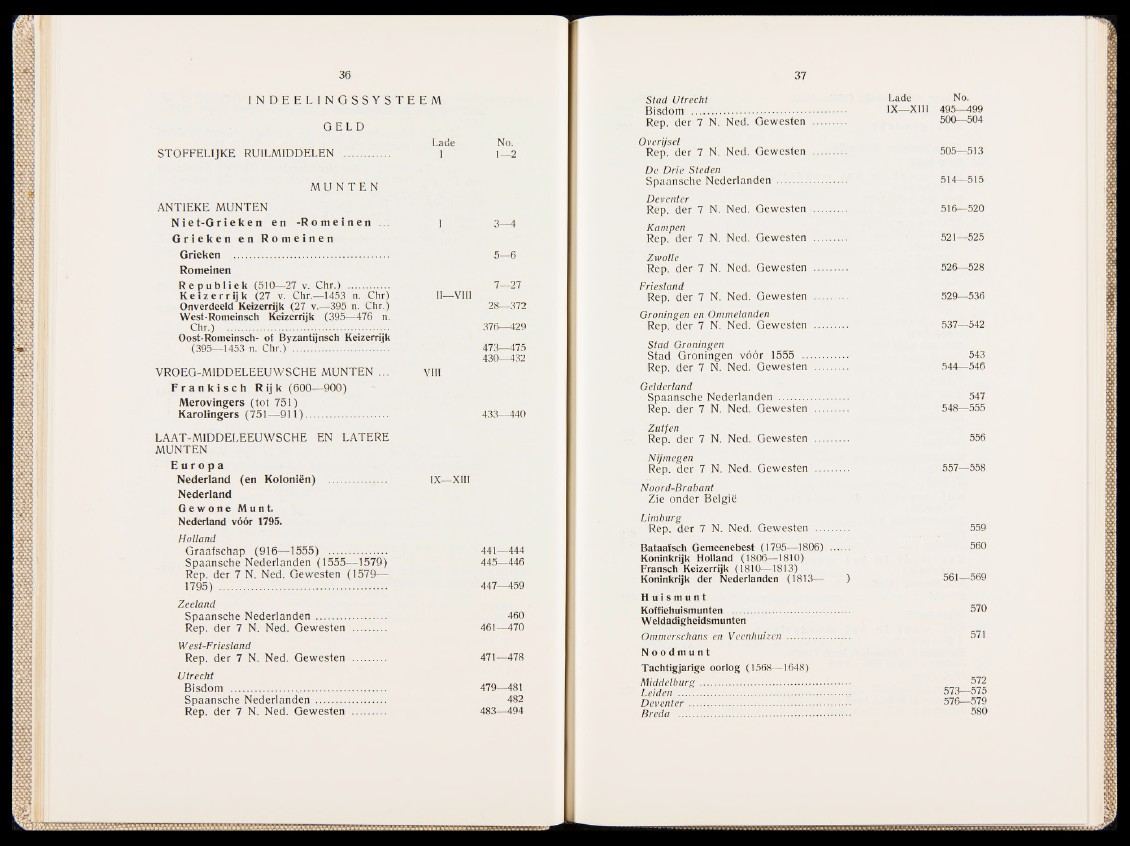 36
INDEELINGSSYSTEEM
GELD
Lade No.
STOFFELIJKE RUILMIDDELEN ............ I 1—2
MUNTEN
ANTIEKE MUNTEN
Niet-Grieken en -Romeinen ... I 3—4
Grieken en Romeinen
Grieken ....................................... 5—6
Romeinen
Republiek (510—27 v. Chr.) ........... 7—27
Keizerrijk (27 v. Chr.—1453 n. Chr) II—VIII
Onverdeeld Keizerrijk (27 v.—395 n. Chr.) 28—372
West-Romeinsch Keizerrijk (395—476 n.
Chr.) ......................................... 376—429
Oost-Romeinsch- of Byzantijnsch Keizerrijk
(395—1453 n. Chr.) ......................... 473—475
430—432
VROEG-MIDDELEEUWSCHE MUNTEN ... VIII
Frankisch Rijk (600—900)
Merovingers (tot 751)
Karolingers (751—911)..................... 433—440
LAAT-MIDDELEEUWSCHE EN LATERE
MUNTEN
Europa
Nederland (en Koloniën) ............... IX—XIII
Nederland
Gewone Munt.
Nederland vóór 1795.
Holland
Graafschap (916—1555) ............... 441—444
Spaansche Nederlanden (1555—1579) 445—446
Rep. der 7 N. Ned. Gewesten (1579—
1795) .......................................... 447—459
Zeeland
Spaansche Nederlanden .................. 460
Rep. der 7 N. Ned. Gewesten ......... 461—470
West-Friesland
Rep. der 7 N. Ned. Gewesten ......... 471—478
Utrecht
Bisdom ....................................... 479—481
Spaansche Nederlanden .................. 482
Rep. der 7 N. Ned. Gewesten ......... 483—494
37
Lade No.
Stad Utrecht
Bisdom ....................................... IX—XIII 495—499
Rep. der 7 N. Ned. Gewesten ......... 500—504
Overijsel
Rep. der 7 N. Ned. Gewesten ......... 505—513
De Drie Steden
Spaansche Nederlanden .................. 514—515
Deventer
Rep. der 7 N. Ned. Gewesten ......... 516—520
Kampen
Rep. der 7 N. Ned. Gewesten ......... 521—525
Zwolle
Rep. der 7 N. Ned. Gewesten ......... 526—528
Friesland
Rep. der 7 N. Ned. Gewesten ......... 529—536
Groningen en Ommelanden
Rep. der 7 N. Ned. Gewesten ......... 537—542
Stad Groningen
Stad Groningen vóór 1555 ............ 543
Rep. der 7 N. Ned. Gewesten ......... 544—546
Gelderland
Spaansche Nederlanden .................. 547
Rep. der 7 N. Ned. Gewesten ......... 548—555
Zutfen
Rep. der 7 N. Ned. Gewesten ......... 556
Nijmegen
Rep. der 7 N. Ned. Gewesten ......... 557—558
Noord-Brabant
Zie onder België
Limburg
Rep. der 7 N. Ned. Gewesten ......... 559
Bataafsch Gemeenebest (1795—1806) ...... 560
Koninkrijk Holland (1806—1810)
Fransch Keizerrijk (1810—1813)
Koninkrijk der Nederlanden (1813— ) 561—569
Huismunt
Koffiehuismunten .............................. 570
Weldadigheidsmunten
Ommerschans en Veenhuizen .................. 571
Noodmunt
Tachtigjarige oorlog (1568—1648)
Middelburg ........................................ 572
Leiden ............................................. 573—575
Deventer .......................................... 576—579
Breda ............................................. 580